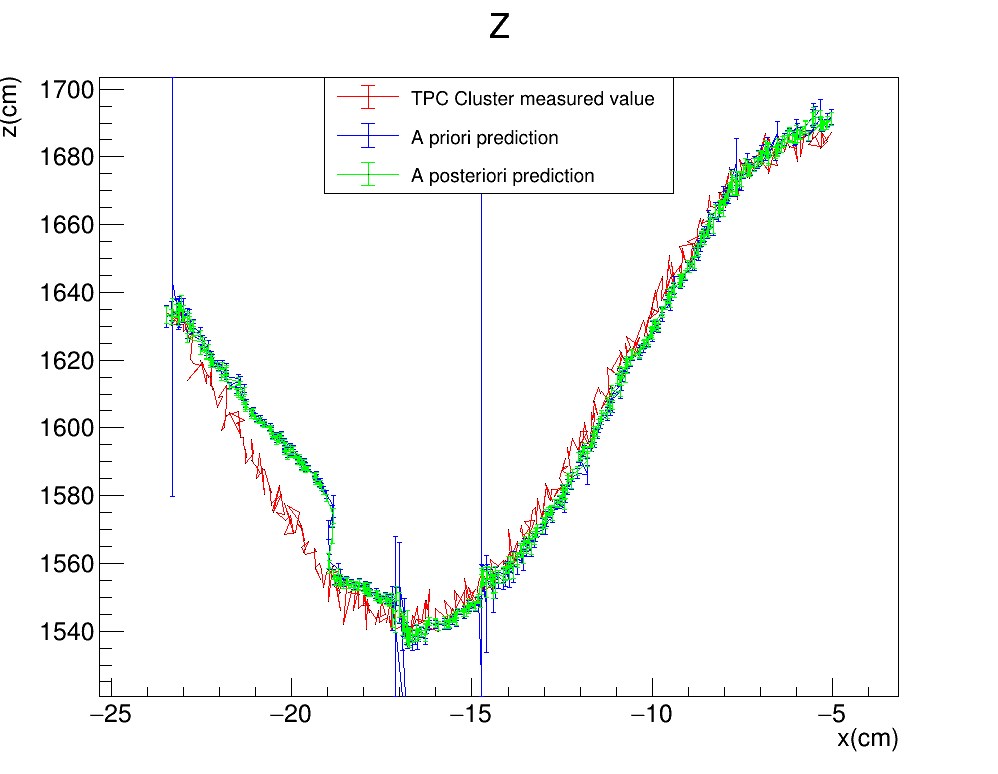 Z
z(cm)
TPC Cluster measured value
A priori prediction
A posteriori prediction
1700
1680
1660
1640
1620
1600
1580
1560
1540
−25 −20 −15 −10 −5
x(cm)